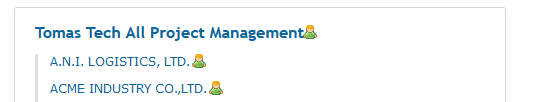 Tomas Tech All Project Management
A.N.I. LOGISTICS, LTD.
ACME INDUSTRY CO.,LTD.